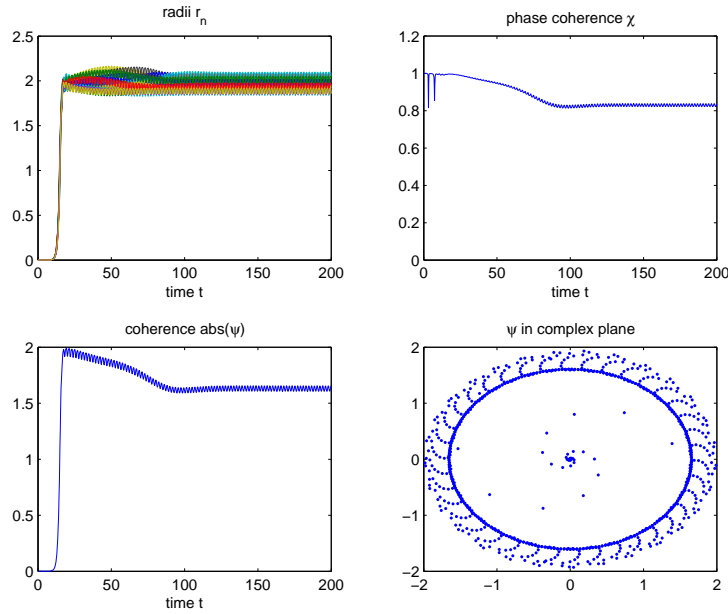 radii r_n
2.5
2
1.5
1
0.5
0
0 50 100 150 200
time t
phase coherence χ
1.2
1
0.8
0.6
0.4
0.2
0
0 50 100 150 200
time t
coherence abs(ψ)
2
1.5
1
0.5
0
0 50 100 150 200
time t
ψ in complex plane
2
1
0
−1
−2
−2 −1 0 1 2